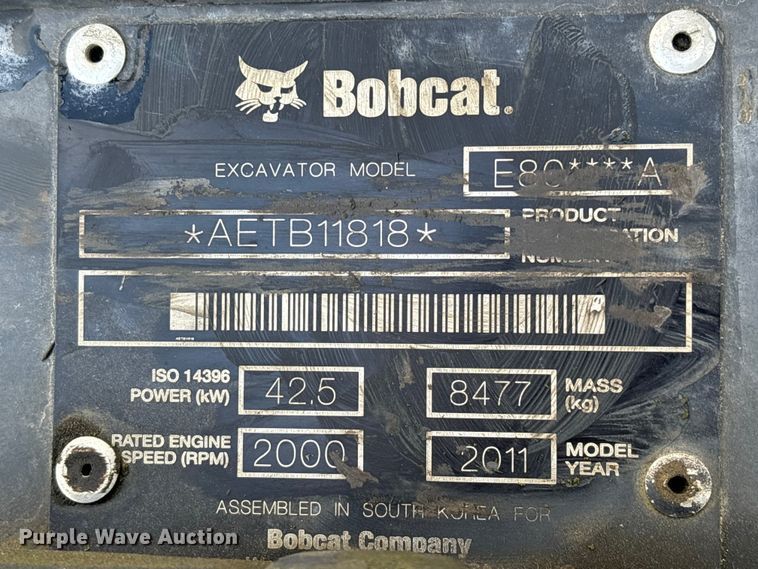 Bobcat.
EXCAVATOR MODEL E80****A
*AETB11818* PRODUCT
ISO 14396
POWER (kW) 42.5 8477 MASS (kg)
RATED ENGINE
SPEED (RPM) 2000 2011 MODEL YEAR
ASSEMBLED IN SOUTH KOREA FOR
Bobcat Company
Purple Wave Auction